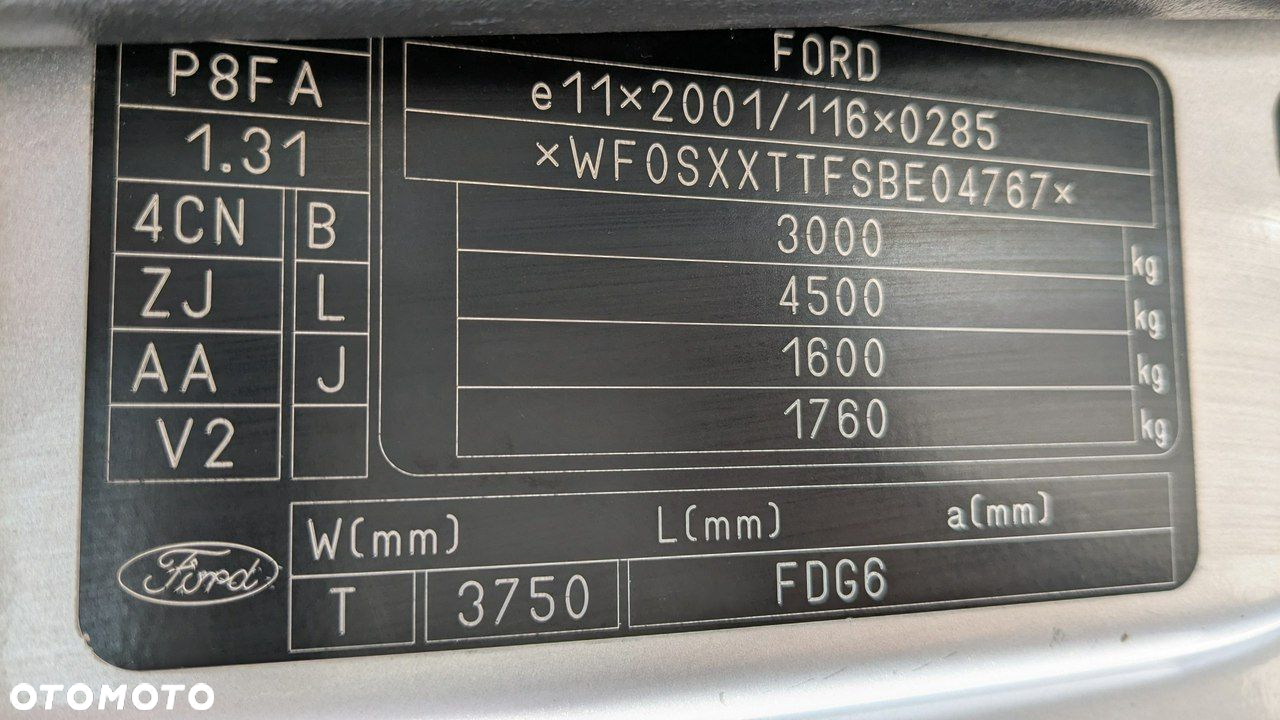 P8FA
1.31
4CN B
ZJ L
AA J
V2
FORD
e11×2001/116×0285
×WF0SXXTTFSBE04767×
3000 kg
4500 kg
1600 kg
1760 kg
W(mm) L(mm) a(mm)
Ford
T 3750 FDG6
OTOMOTO